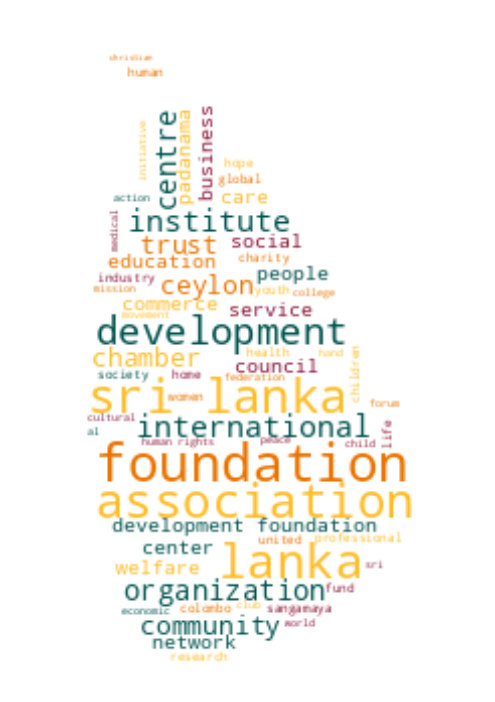 christian
human
initiative
centre
padanama
business
hope
global
action
care
medical
institute
trust social
education charity
industry ceylon people
mission youth college
commerce service
movement
development
chamber health hand
council children
society home federation
sri lanka
women forum
cultural
al international life
human rights peace child
foundation
association
development foundation
center united professional
welfare lanka sri
organization fund
economic colombo club sangamaya
community world
network
research